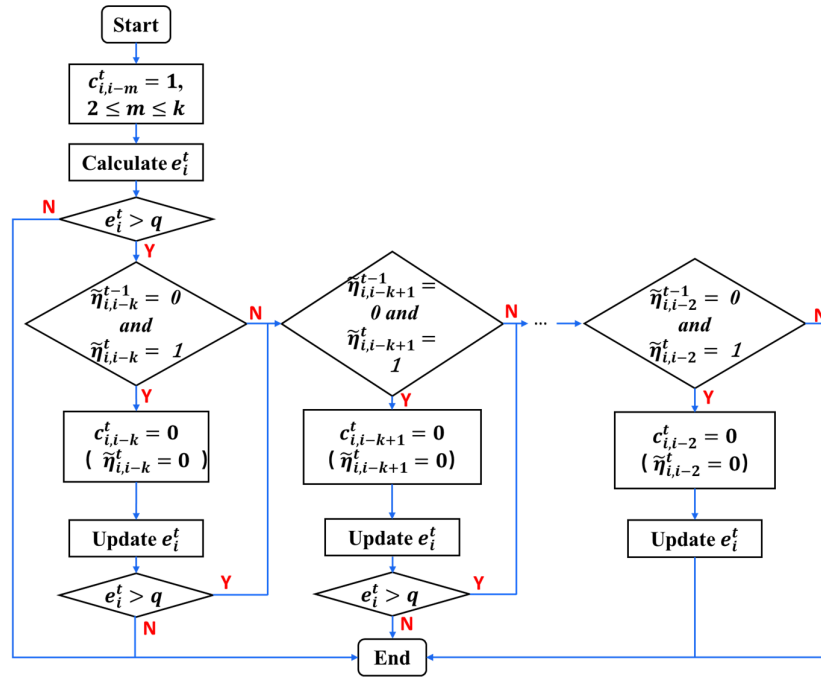 Start
c^t_{i,i−m} = 1,
2 ≤ m ≤ k
Calculate e^t_i
N
e^t_i > q
Y
η̃^{t−1}_{i,i−k} = 0
and
η̃^t_{i,i−k} = 1
N
Y
c^t_{i,i−k} = 0
( η̃^t_{i,i−k} = 0 )
Update e^t_i
e^t_i > q
Y
N
η̃^{t−1}_{i,i−k+1} =
0 and
η̃^t_{i,i−k+1} =
1
N
Y
c^t_{i,i−k+1} = 0
( η̃^t_{i,i−k+1} = 0)
Update e^t_i
e^t_i > q
Y
N
...
η̃^{t−1}_{i,i−2} = 0
and
η̃^t_{i,i−2} = 1
N
Y
c^t_{i,i−2} = 0
( η̃^t_{i,i−2} = 0)
Update e^t_i
End